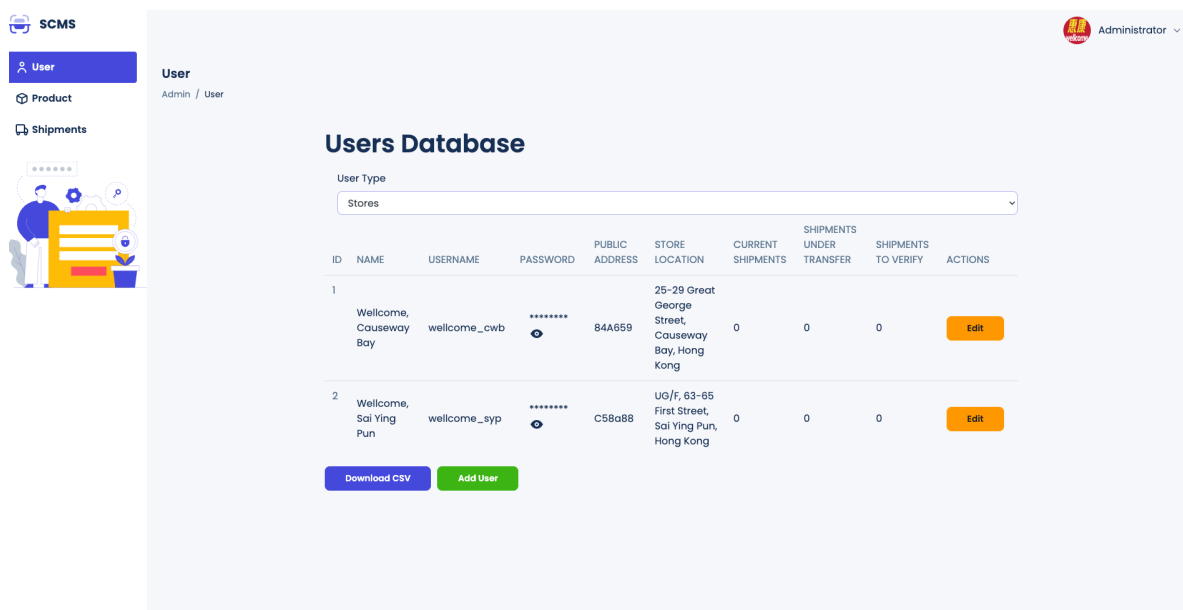 SCMS
惠康
wellcome
Administrator
User
Product
Shipments
User
Admin / User
Users Database
User Type
Stores
ID NAME USERNAME PASSWORD PUBLIC ADDRESS STORE LOCATION CURRENT SHIPMENTS SHIPMENTS UNDER TRANSFER SHIPMENTS TO VERIFY ACTIONS
1 Wellcome, Causeway Bay wellcome_cwb ******** 84A659 25-29 Great George Street, Causeway Bay, Hong Kong 0 0 0 Edit
2 Wellcome, Sai Ying Pun wellcome_syp ******** C58a88 UG/F, 63-65 First Street, Sai Ying Pun, Hong Kong 0 0 0 Edit
Download CSV Add User